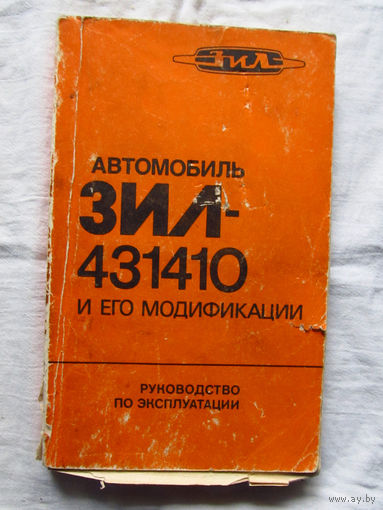 ЗИЛ
АВТОМОБИЛЬ
ЗИЛ-
431410
И ЕГО МОДИФИКАЦИИ
РУКОВОДСТВО
ПО ЭКСПЛУАТАЦИИ
www.ay.by